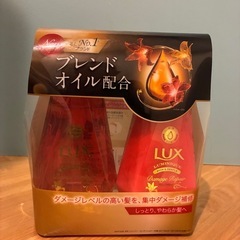 No.1
ブレンド
オイル配合
LUX
LUMINIQUE
Damage Repair
ダメージレベルの高い髪を、集中ダメージ補修
しっとり、やわらか髪へ